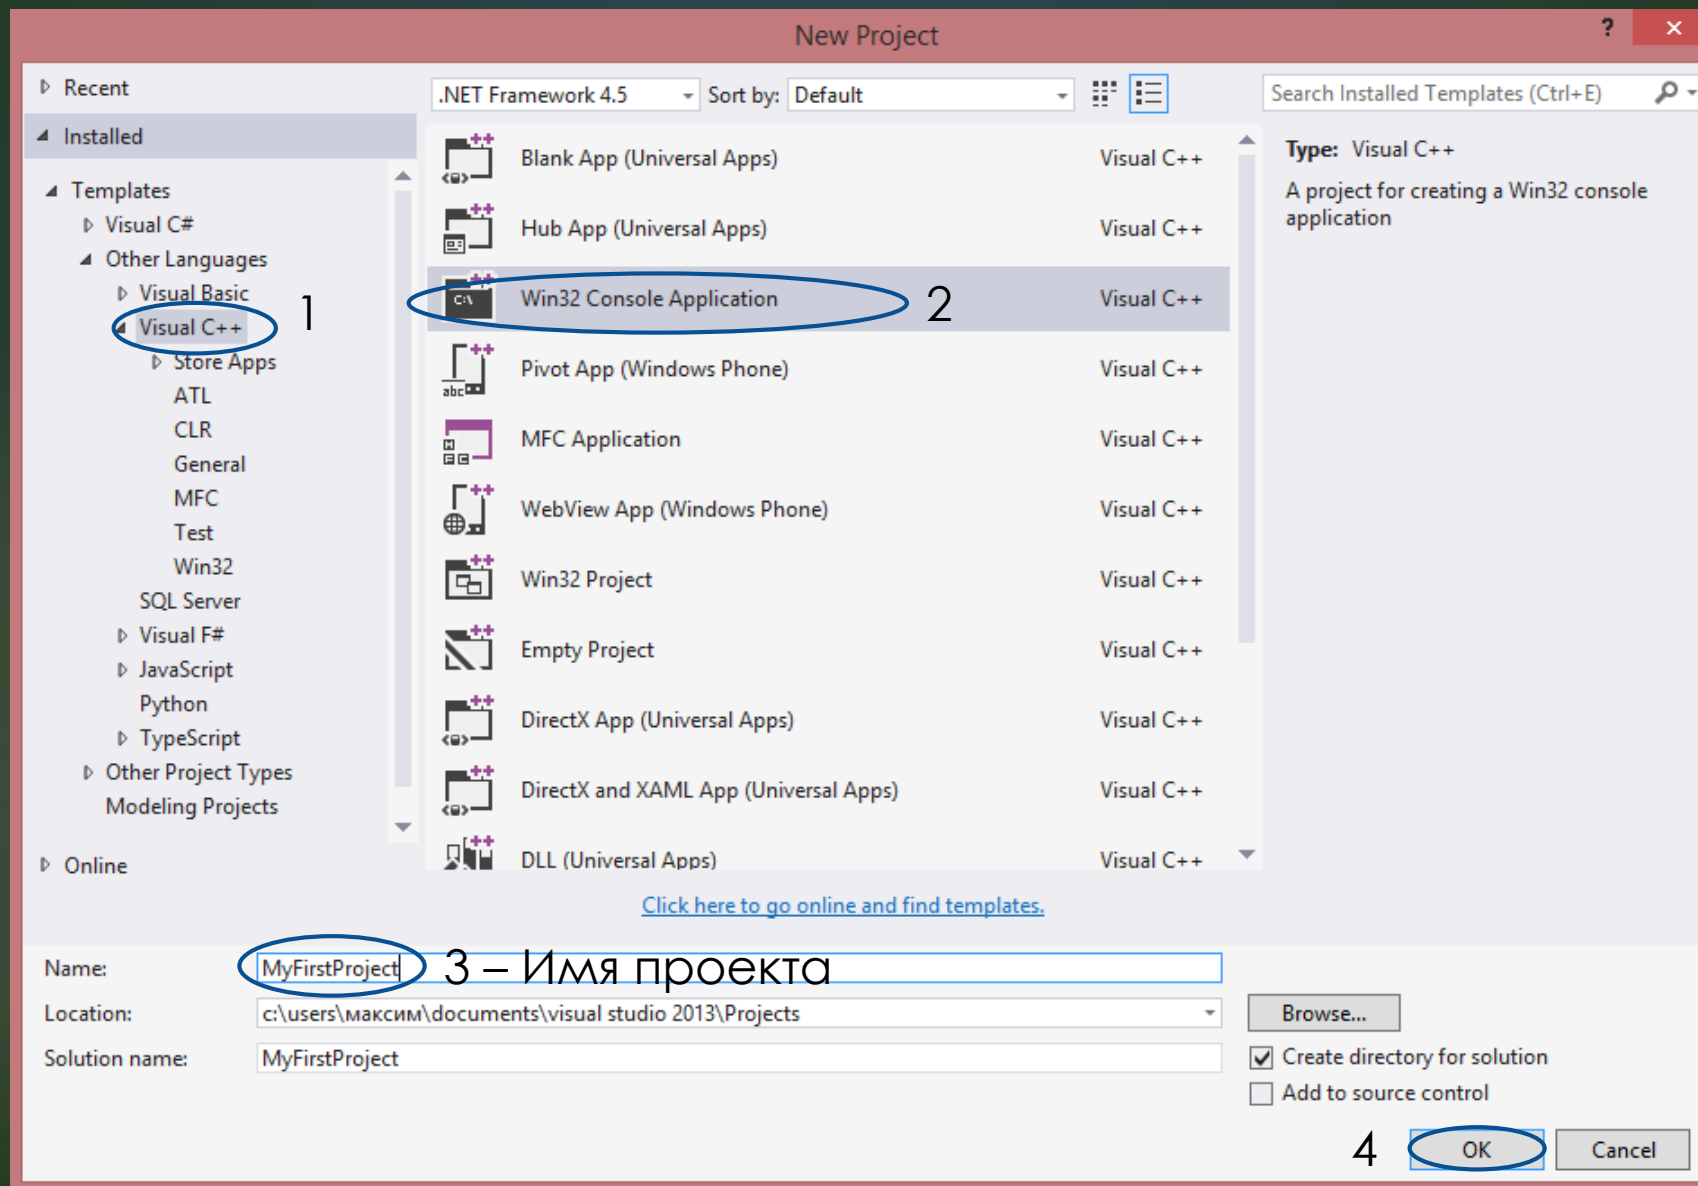 New Project
?
Recent
.NET Framework 4.5
Sort by: Default
Search Installed Templates (Ctrl+E)
Installed
Templates
Visual C#
Other Languages
Visual Basic
Visual C++
1
Store Apps
ATL
CLR
General
MFC
Test
Win32
SQL Server
Visual F#
JavaScript
Python
TypeScript
Other Project Types
Modeling Projects
Online
Blank App (Universal Apps) Visual C++
Hub App (Universal Apps) Visual C++
Win32 Console Application 2 Visual C++
Pivot App (Windows Phone) Visual C++
MFC Application Visual C++
WebView App (Windows Phone) Visual C++
Win32 Project Visual C++
Empty Project Visual C++
DirectX App (Universal Apps) Visual C++
DirectX and XAML App (Universal Apps) Visual C++
DLL (Universal Apps) Visual C++
Type: Visual C++
A project for creating a Win32 console
application
Click here to go online and find templates.
Name: MyFirstProject 3 – Имя проекта
Location: c:\users\максим\documents\visual studio 2013\Projects
Browse...
Solution name: MyFirstProject
Create directory for solution
Add to source control
4 OK Cancel